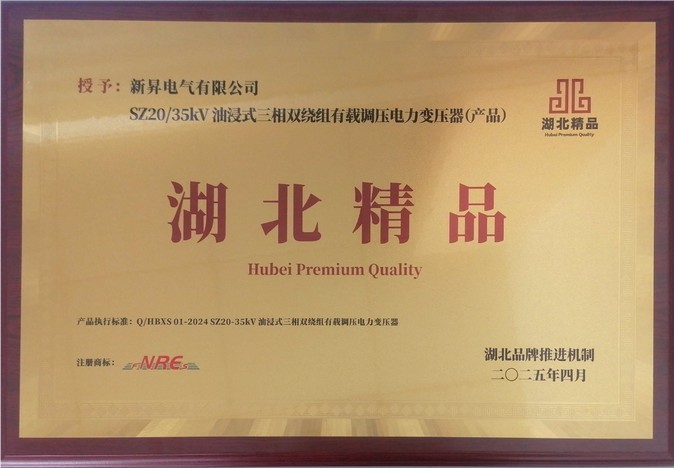 授予：新昇电气有限公司
SZ20/35kV 油浸式三相双绕组有载调压电力变压器(产品)
湖北精品
Hubei Premium Quality
湖北精品
Hubei Premium Quality
产品执行标准：Q/HBXS 01-2024 SZ20-35kV 油浸式三相双绕组有载调压电力变压器
注册商标：NRE
湖北品牌推进机制
二〇二五年四月